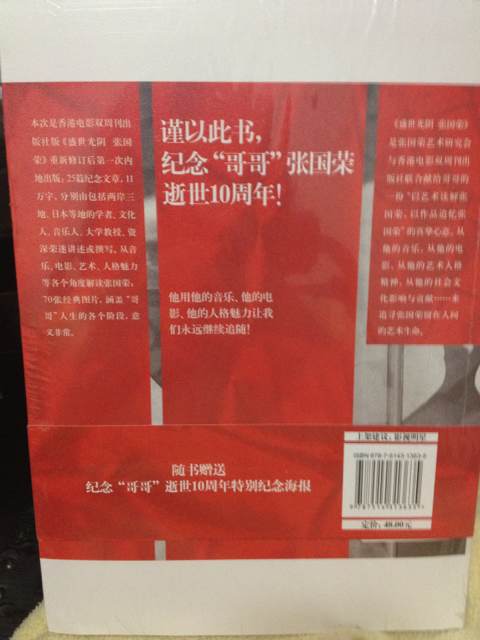 本次是香港电影双周刊出
版社版《盛世光阴 张国
荣》重新修订后第一次内
地出版；25篇纪念文章，11
万字，分别由包括两岸三
地、日本等地的学者、文化
人、音乐人、大学教授、资
深荣迷讲述或撰写，从音
乐、电影、艺术、人格魅力
等各个角度解读张国荣；
70张经典图片，涵盖“哥
哥”人生的各个阶段，意
义非常。
谨以此书，
纪念“哥哥”张国荣
逝世10周年！
他用他的音乐、他的电
影、他的人格魅力让我
们永远继续追随！
《盛世光阴 张国荣》
是张国荣艺术研究会
与香港电影双周刊出
版社联合献给哥哥的
一份“以艺术读解张
国荣，以作品追忆张
国荣”的真挚心意，从
他的音乐，从他的电
影，从他的艺术人格
精神，从他的社会文
化影响与贡献……来
追寻张国荣留在人间
的艺术生命。
随书赠送
纪念“哥哥”逝世10周年特别纪念海报
上架建议：影视明星
定价：48.00元